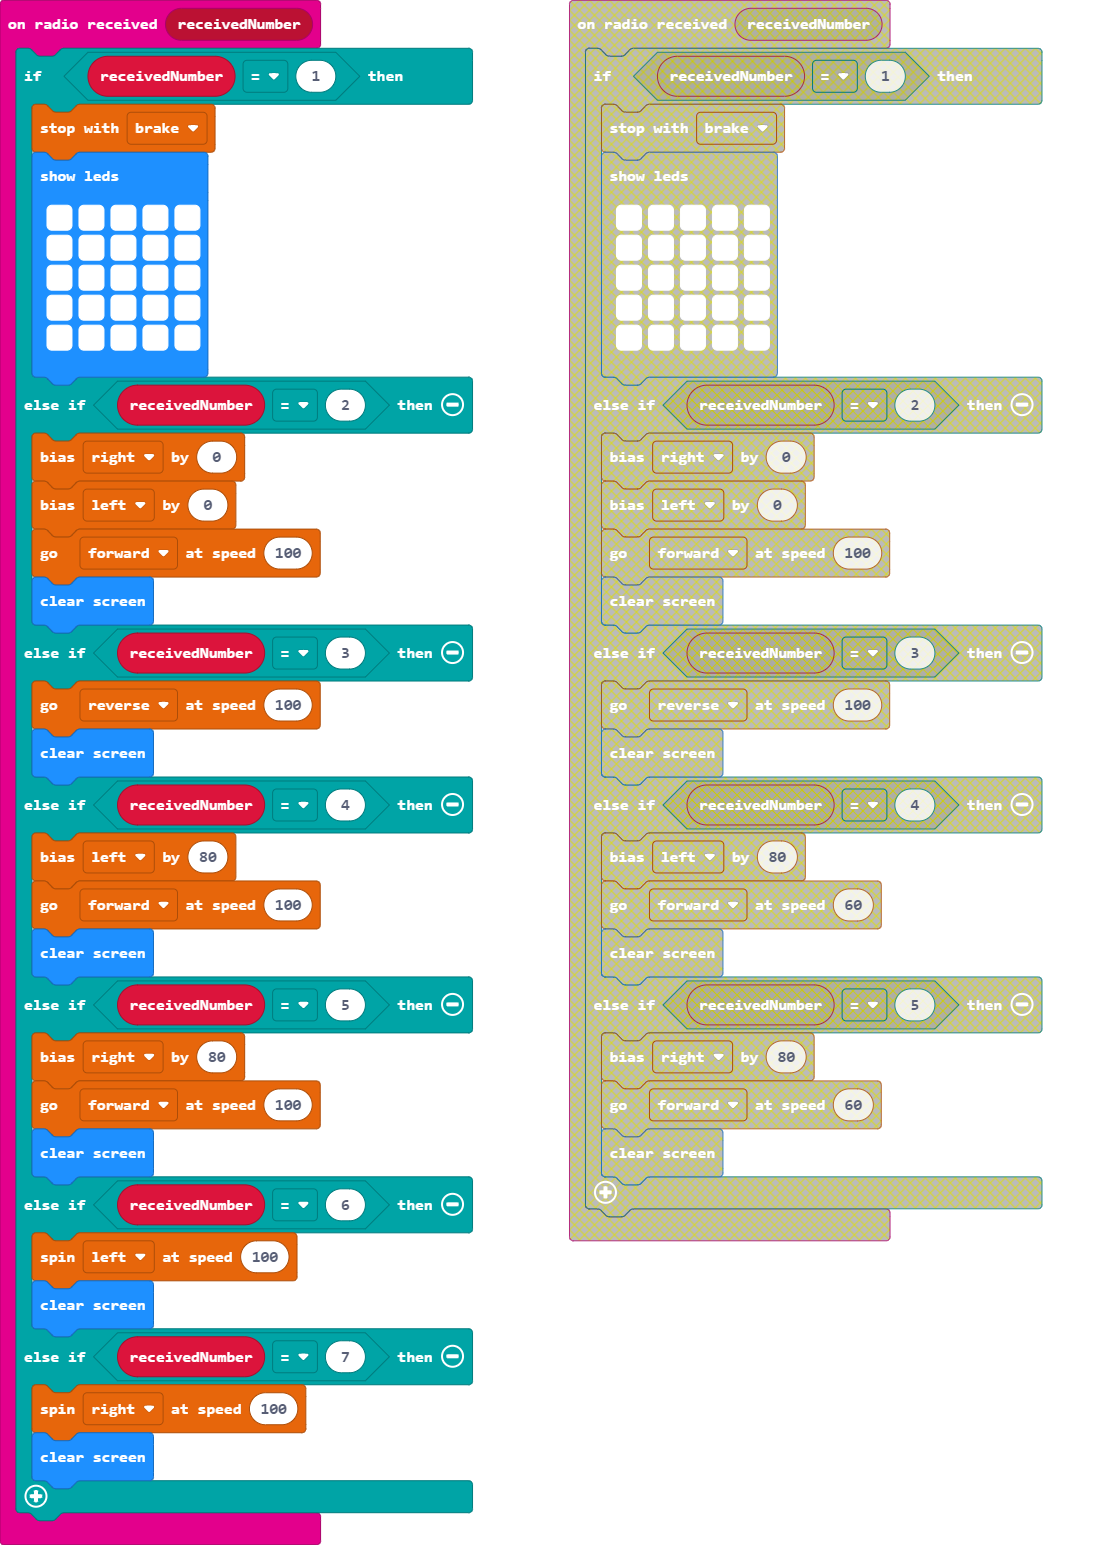 on radio received receivedNumber
if receivedNumber = 1 then
stop with brake
show leds
else if receivedNumber = 2 then
bias right by 0
bias left by 0
go forward at speed 100
clear screen
else if receivedNumber = 3 then
go reverse at speed 100
clear screen
else if receivedNumber = 4 then
bias left by 80
go forward at speed 100
clear screen
else if receivedNumber = 5 then
bias right by 80
go forward at speed 100
clear screen
else if receivedNumber = 6 then
spin left at speed 100
clear screen
else if receivedNumber = 7 then
spin right at speed 100
clear screen
on radio received receivedNumber
if receivedNumber = 1 then
stop with brake
show leds
else if receivedNumber = 2 then
bias right by 0
bias left by 0
go forward at speed 100
clear screen
else if receivedNumber = 3 then
go reverse at speed 100
clear screen
else if receivedNumber = 4 then
bias left by 80
go forward at speed 60
clear screen
else if receivedNumber = 5 then
bias right by 80
go forward at speed 60
clear screen